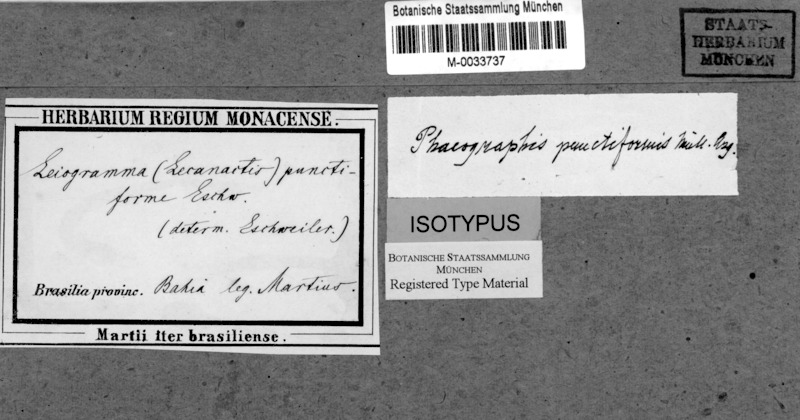 Botanische Staatssammlung München
M-0033737
STAATS-
HERBARIUM
MÜNCHEN
HERBARIUM REGIUM MONACENSE.
Leiogramma (Lecanactis) puncti-
forme Eschw.
(determ. Eschweiler.)
Brasilia provinc. Bahia leg. Martius.
Martii Iter brasiliense.
Phaeographis punctiformis Müll. Arg.
ISOTYPUS
BOTANISCHE STAATSSAMMLUNG
MÜNCHEN
Registered Type Material